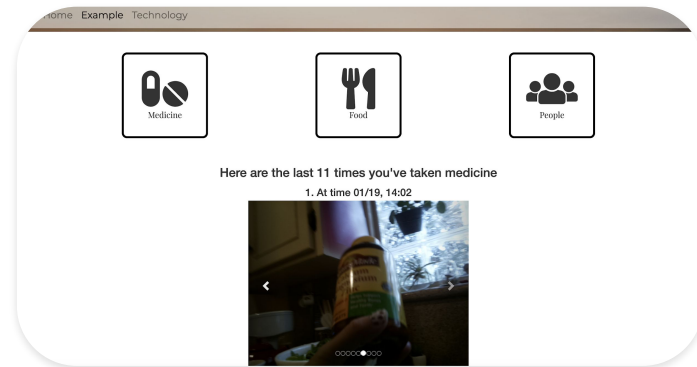 Home Example Technology
Medicine
Food
People
Here are the last 11 times you've taken medicine
1. At time 01/19, 14:02